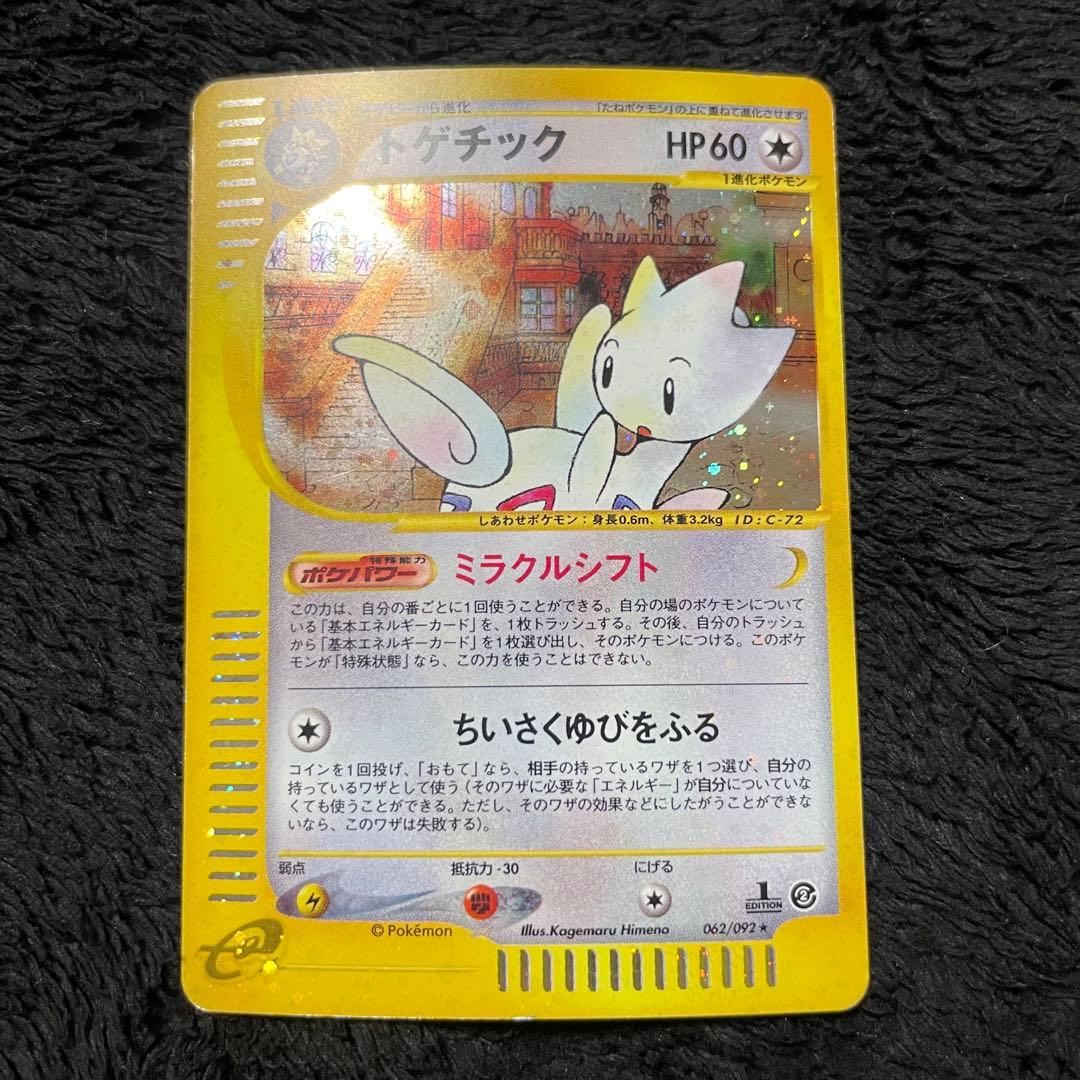 1進化 から進化 「たねポケモン」の上に重ねて進化させます。
トゲチック HP60
1進化ポケモン
しあわせポケモン：身長0.6m、体重3.2kg ID：C-72
特殊能力
ポケパワー ミラクルシフト
この力は、自分の番ごとに1回使うことができる。自分の場のポケモンについて
いる「基本エネルギーカード」を、1枚トラッシュする。その後、自分のトラッシュ
から「基本エネルギーカード」を1枚選び出し、そのポケモンにつける。このポケ
モンが「特殊状態」なら、この力を使うことはできない。
ちいさくゆびをふる
コインを1回投げ、「おもて」なら、相手の持っているワザを1つ選び、自分の
持っているワザとして使う（そのワザに必要な「エネルギー」が自分についていな
くても使うことができる。ただし、そのワザの効果などにしたがうことができな
いなら、このワザは失敗する）。
弱点 抵抗力 -30 にげる
1 EDITION 2
© Pokémon Illus.Kagemaru Himeno 062/092★
e